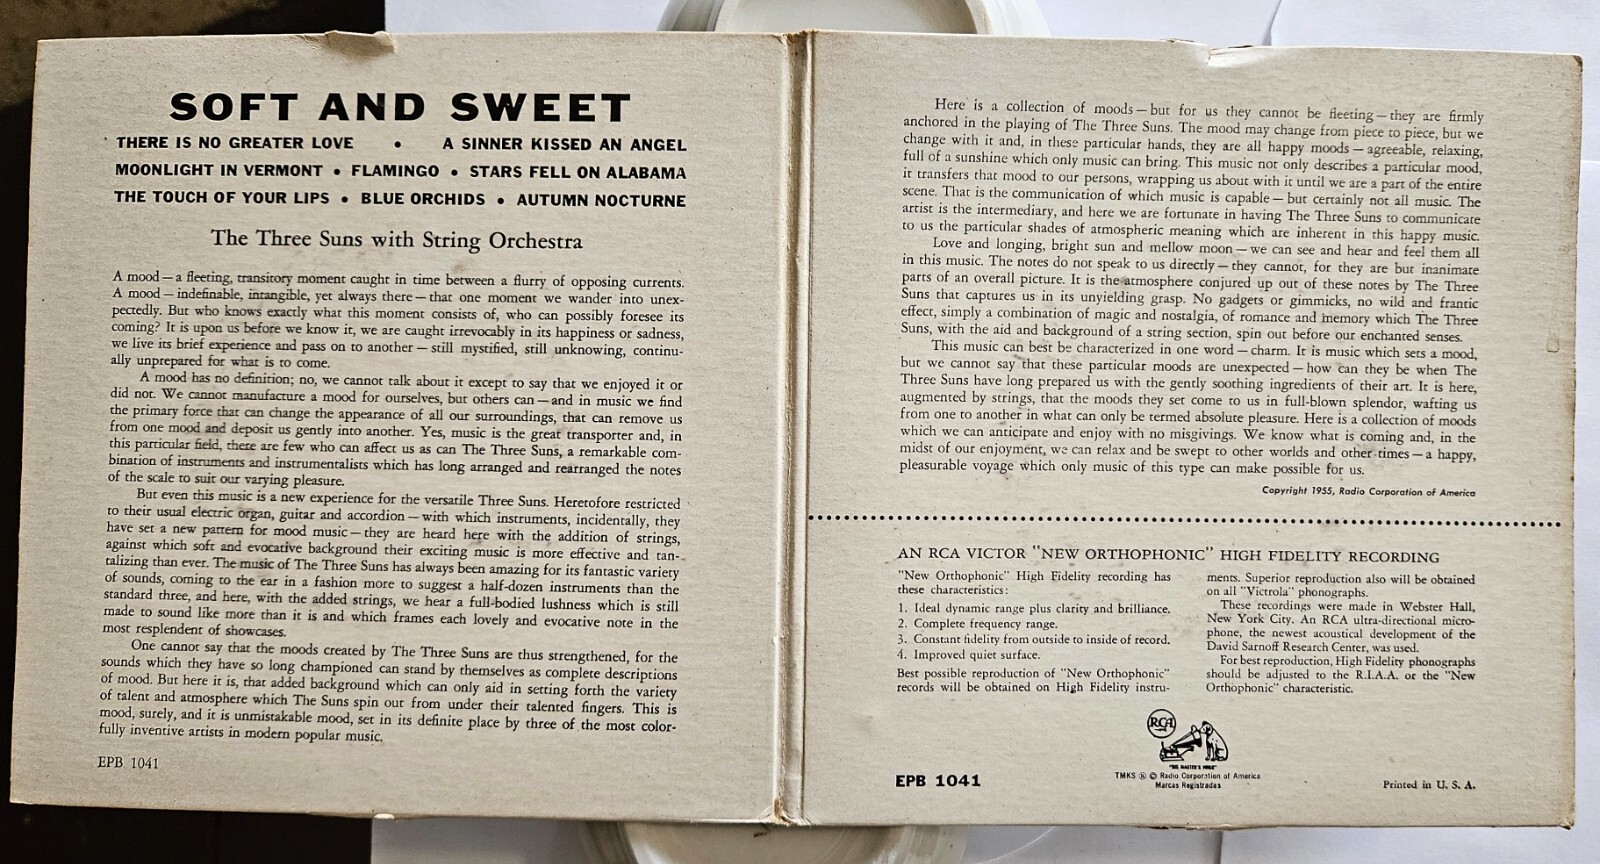 SOFT AND SWEET
THERE IS NO GREATER LOVE • A SINNER KISSED AN ANGEL
MOONLIGHT IN VERMONT • FLAMINGO • STARS FELL ON ALABAMA
THE TOUCH OF YOUR LIPS • BLUE ORCHIDS • AUTUMN NOCTURNE
The Three Suns with String Orchestra
A mood — a fleeting, transitory moment caught in time between a flurry of opposing currents.
A mood — indefinable, intangible, yet always there — that one moment we wander into unex-
pectedly. But who knows exactly what this moment consists of, who can possibly foresee its
coming? It is upon us before we know it, we are caught irrevocably in its happiness or sadness,
we live its brief experience and pass on to another — still mystified, still unknowing, continu-
ally unprepared for what is to come.
A mood has no definition; no, we cannot talk about it except to say that we enjoyed it or
did not. We cannot manufacture a mood for ourselves, but others can — and in music we find
the primary force that can change the appearance of all our surroundings, that can remove us
from one mood and deposit us gently into another. Yes, music is the great transporter and, in
this particular field, there are few who can affect us as can The Three Suns, a remarkable com-
bination of instruments and instrumentalists which has long arranged and rearranged the notes
of the scale to suit our varying pleasure.
But even this music is a new experience for the versatile Three Suns. Heretofore restricted
to their usual electric organ, guitar and accordion — with which instruments, incidentally, they
have set a new pattern for mood music — they are heard here with the addition of strings,
against which soft and evocative background their exciting music is more effective and tan-
talizing than ever. The music of The Three Suns has always been amazing for its fantastic variety
of sounds, coming to the ear in a fashion more to suggest a half-dozen instruments than the
standard three, and here, with the added strings, we hear a full-bodied lushness which is still
made to sound like more than it is and which frames each lovely and evocative note in the
most resplendent of showcases.
One cannot say that the moods created by The Three Suns are thus strengthened, for the
sounds which they have so long championed can stand by themselves as complete descriptions
of mood. But here it is, that added background which can only aid in setting forth the variety
of talent and atmosphere which The Suns spin out from under their talented fingers. This is
mood, surely, and it is unmistakable mood, set in its definite place by three of the most color-
fully inventive artists in modern popular music.
EPB 1041
Here is a collection of moods — but for us they cannot be fleeting — they are firmly
anchored in the playing of The Three Suns. The mood may change from piece to piece, but we
change with it and, in these particular hands, they are all happy moods — agreeable, relaxing,
full of a sunshine which only music can bring. This music not only describes a particular mood,
it transfers that mood to our persons, wrapping us about with it until we are a part of the entire
scene. That is the communication of which music is capable — but certainly not all music. The
artist is the intermediary, and here we are fortunate in having The Three Suns to communicate
to us the particular shades of atmospheric meaning which are inherent in this happy music.
Love and longing, bright sun and mellow moon — we can see and hear and feel them all
in this music. The notes do not speak to us directly — they cannot, for they are but inanimate
parts of an overall picture. It is the atmosphere conjured up out of these notes by The Three
Suns that captures us in its unyielding grasp. No gadgets or gimmicks, no wild and frantic
effect, simply a combination of magic and nostalgia, of romance and memory which The Three
Suns, with the aid and background of a string section, spin out before our enchanted senses.
This music can best be characterized in one word — charm. It is music which sets a mood,
but we cannot say that these particular moods are unexpected — how can they be when The
Three Suns have long prepared us with the gently soothing ingredients of their art. It is here,
augmented by strings, that the moods they set come to us in full-blown splendor, wafting us
from one to another in what can only be termed absolute pleasure. Here is a collection of moods
which we can anticipate and enjoy with no misgivings. We know what is coming and, in the
midst of our enjoyment, we can relax and be swept to other worlds and other times — a happy,
pleasurable voyage which only music of this type can make possible for us.
Copyright 1955, Radio Corporation of America
AN RCA VICTOR "NEW ORTHOPHONIC" HIGH FIDELITY RECORDING
"New Orthophonic" High Fidelity recording has
these characteristics:
1. Ideal dynamic range plus clarity and brilliance.
2. Complete frequency range.
3. Constant fidelity from outside to inside of record.
4. Improved quiet surface.
Best possible reproduction of "New Orthophonic"
records will be obtained on High Fidelity instru-
ments. Superior reproduction also will be obtained
on all "Victrola" phonographs.
These recordings were made in Webster Hall,
New York City. An RCA ultra-directional micro-
phone, the newest acoustical development of the
David Sarnoff Research Center, was used.
For best reproduction, High Fidelity phonographs
should be adjusted to the R.I.A.A. or the "New
Orthophonic" characteristic.
RCA
"HIS MASTER'S VOICE"
TMKS ® © Radio Corporation of America
Marcas Registradas
EPB 1041
Printed in U. S. A.